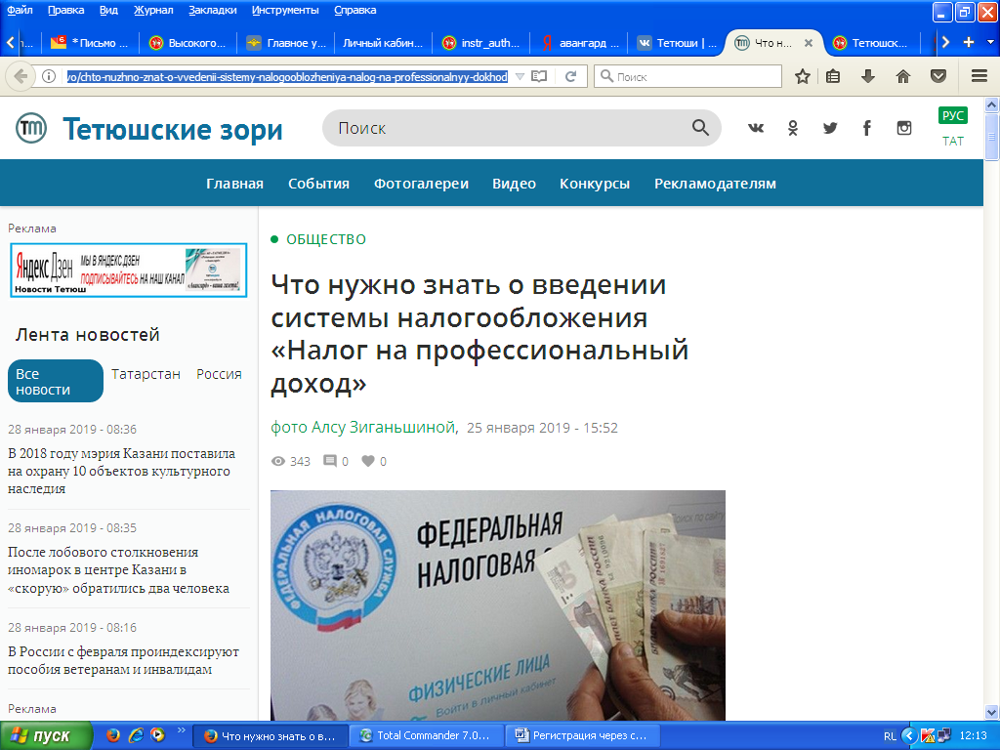 Файл Правка Вид Журнал Закладки Инструменты Справка
* Письмо ... Высокого... Главное у... Личный кабин... instr_auth... авангард ... Тетюши | ... Что н... Тетюшск...
vo/chto-nuzhno-znat-o-vvedenii-sistemy-nalogooblozheniya-nalog-na-professionalnyy-dokhod
Поиск
Tm Тетюшские зори
Поиск
РУС
ТАТ
Главная События Фотогалереи Видео Конкурсы Рекламодателям
Реклама
Яндекс Дзен
МЫ В ЯНДЕКС.ДЗЕН
ПОДПИСЫВАЙТЕСЬ НА НАШ КАНАЛ
Новости Тетюш
Лента новостей
Все новости
Татарстан
Россия
28 января 2019 - 08:36
В 2018 году мэрия Казани поставила
на охрану 10 объектов культурного
наследия
28 января 2019 - 08:35
После лобового столкновения
иномарок в центре Казани в
«скорую» обратились два человека
28 января 2019 - 08:16
В России с февраля проиндексируют
пособия ветеранам и инвалидам
Реклама
ОБЩЕСТВО
Что нужно знать о введении
системы налогообложения
«Налог на профессиональный
доход»
фото Алсу Зиганьшиной, 25 января 2019 - 15:52
343 0 0
ФЕДЕРАЛЬНАЯ НАЛОГОВАЯ СЛУЖБА
ФЕДЕРАЛЬНАЯ
НАЛОГОВАЯ С
Поиск по сайту
ФИЗИЧЕСКИЕ ЛИЦА
Войти в личный кабинет
пуск
Что нужно знать о в...
Total Commander 7.0...
Регистрация через с...
RL
12:13